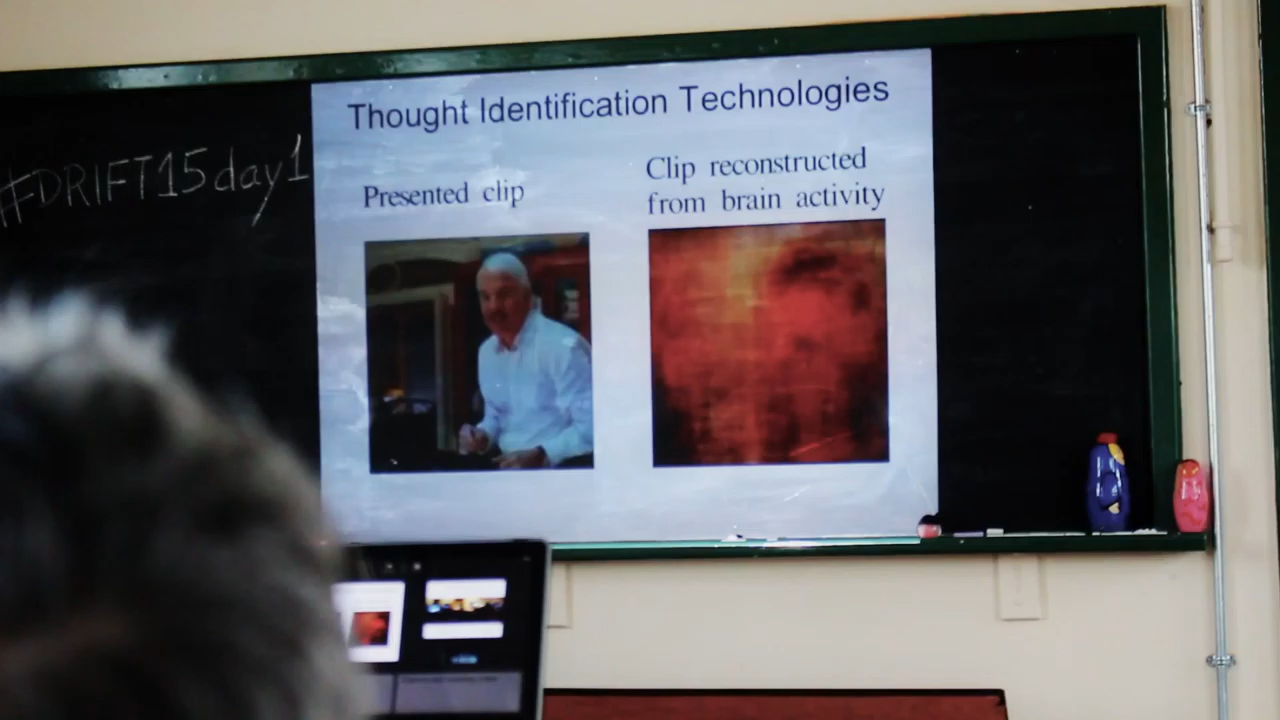 #DRIFT15day1
Thought Identification Technologies
Presented clip
Clip reconstructed
from brain activity